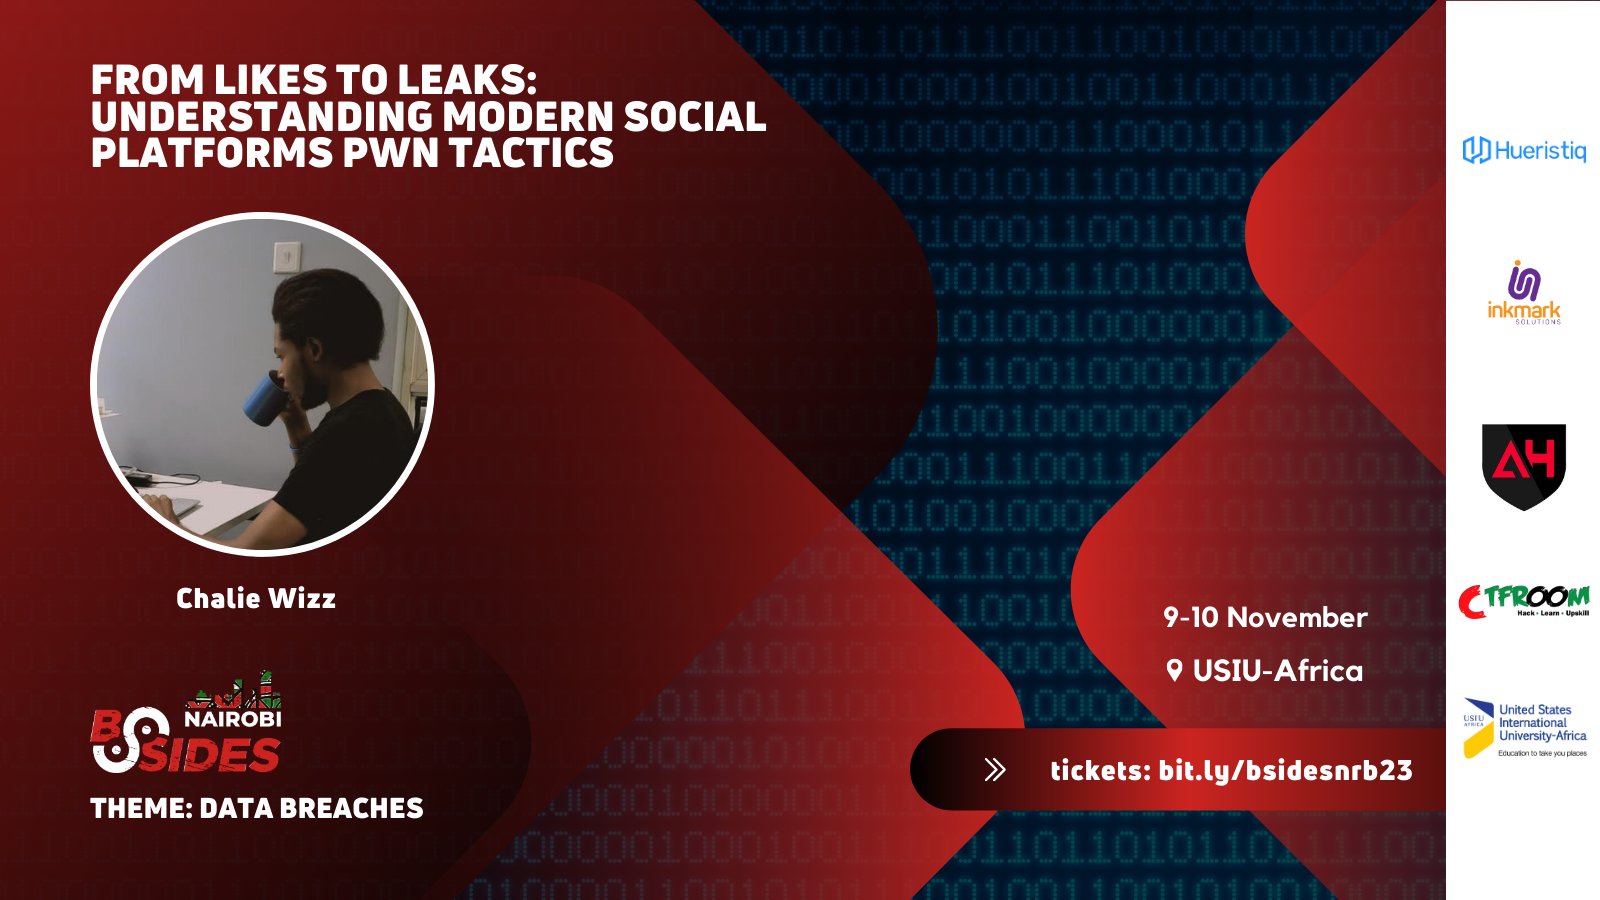 FROM LIKES TO LEAKS:
UNDERSTANDING MODERN SOCIAL
PLATFORMS PWN TACTICS
Chalie Wizz
NAIROBI
BSIDES
THEME: DATA BREACHES
9-10 November
USIU-Africa
tickets: bit.ly/bsidesnrb23
Hueristiq
inkmark
SOLUTIONS
AH
CTFROOM
Hack - Learn - Upskill
USIU
AFRICA
United States
International
University-Africa
Education to take you places